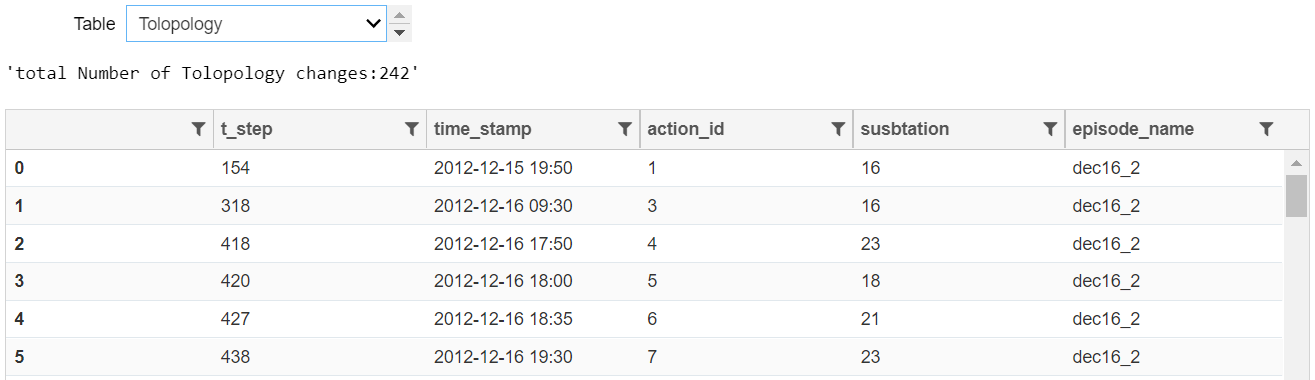 Table Tolopology
'total Number of Tolopology changes:242'
t_step time_stamp action_id susbtation episode_name
0 154 2012-12-15 19:50 1 16 dec16_2
1 318 2012-12-16 09:30 3 16 dec16_2
2 418 2012-12-16 17:50 4 23 dec16_2
3 420 2012-12-16 18:00 5 18 dec16_2
4 427 2012-12-16 18:35 6 21 dec16_2
5 438 2012-12-16 19:30 7 23 dec16_2